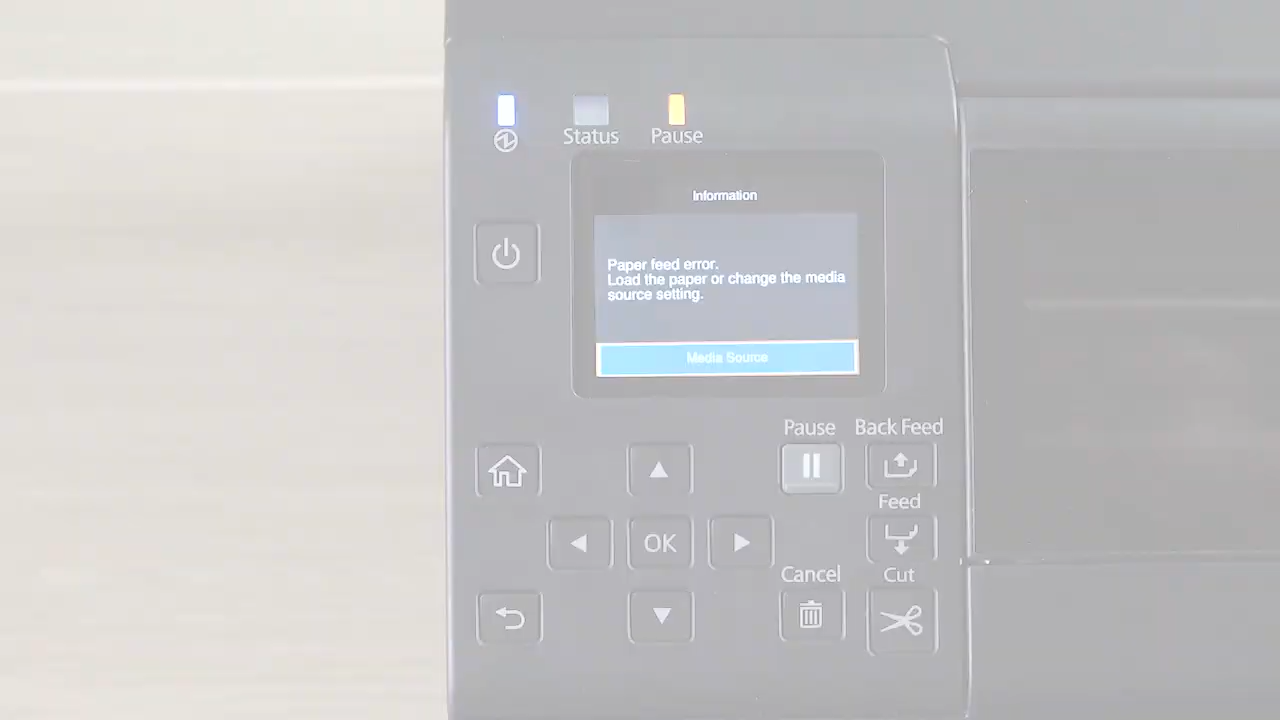 Status
Pause
Information
Paper feed error.
Load the paper or change the media
source setting.
Media Source
Pause
Back Feed
Feed
OK
Cancel
Cut